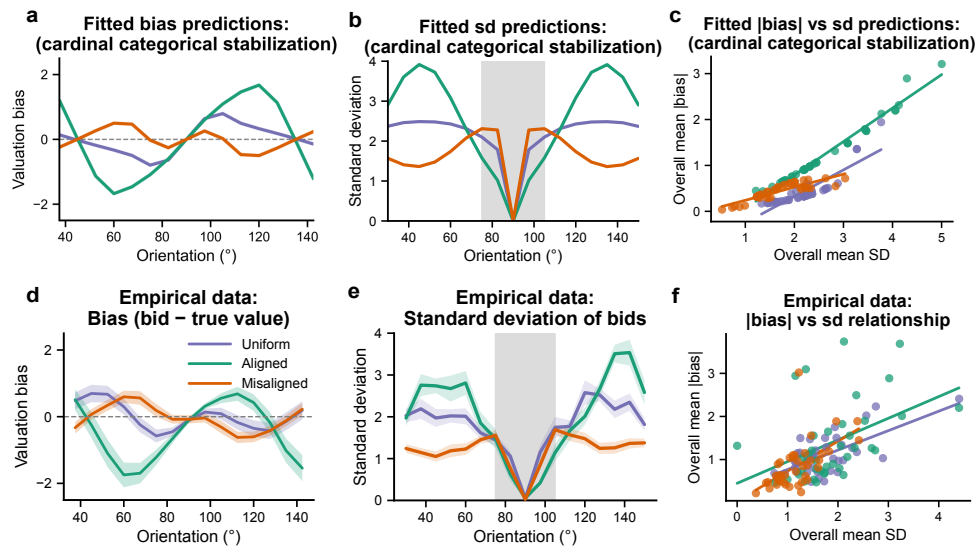 a
Fitted bias predictions:
(cardinal categorical stabilization)
Valuation bias
2
0
−2
40 60 80 100 120 140
Orientation (°)
b
Fitted sd predictions:
(cardinal categorical stabilization)
Standard deviation
4
3
2
1
0
40 60 80 100 120 140
Orientation (°)
c
Fitted |bias| vs sd predictions:
(cardinal categorical stabilization)
Overall mean |bias|
3
2
1
0
1 2 3 4 5
Overall mean SD
d
Empirical data:
Bias (bid − true value)
Valuation bias
2
0
−2
Uniform
Aligned
Misaligned
40 60 80 100 120 140
Orientation (°)
e
Empirical data:
Standard deviation of bids
Standard deviation
4
3
2
1
0
40 60 80 100 120 140
Orientation (°)
f
Empirical data:
|bias| vs sd relationship
Overall mean |bias|
3
2
1
0 1 2 3 4
Overall mean SD